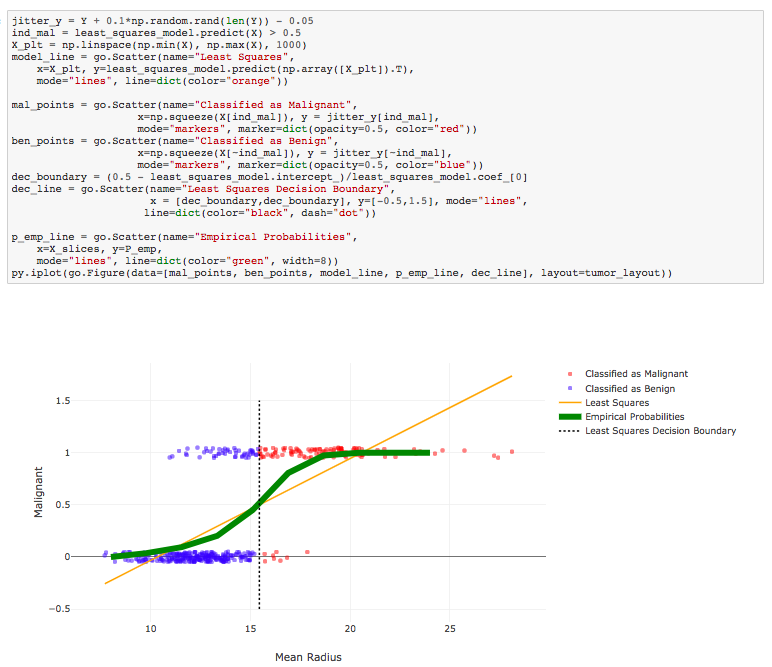 jitter_y = Y + 0.1*np.random.rand(len(Y)) - 0.05
ind_mal = least_squares_model.predict(X) > 0.5
X_plt = np.linspace(np.min(X), np.max(X), 1000)
model_line = go.Scatter(name="Least Squares",
    x=X_plt, y=least_squares_model.predict(np.array([X_plt]).T),
    mode="lines", line=dict(color="orange"))
mal_points = go.Scatter(name="Classified as Malignant",
                    x=np.squeeze(X[ind_mal]), y = jitter_y[ind_mal],
                    mode="markers", marker=dict(opacity=0.5, color="red"))
ben_points = go.Scatter(name="Classified as Benign",
                    x=np.squeeze(X[~ind_mal]), y = jitter_y[~ind_mal],
                    mode="markers", marker=dict(opacity=0.5, color="blue"))
dec_boundary = (0.5 - least_squares_model.intercept_)/least_squares_model.coef_[0]
dec_line = go.Scatter(name="Least Squares Decision Boundary",
                      x = [dec_boundary,dec_boundary], y=[-0.5,1.5], mode="lines",
                     line=dict(color="black", dash="dot"))
p_emp_line = go.Scatter(name="Empirical Probabilities",
    x=X_slices, y=P_emp,
    mode="lines", line=dict(color="green", width=8))
py.iplot(go.Figure(data=[mal_points, ben_points, model_line, p_emp_line, dec_line], layout=tumor_layout))
Classified as Malignant
Classified as Benign
Least Squares
Empirical Probabilities
Least Squares Decision Boundary
1.5
1
0.5
0
−0.5
Malignant
10
15
20
25
Mean Radius